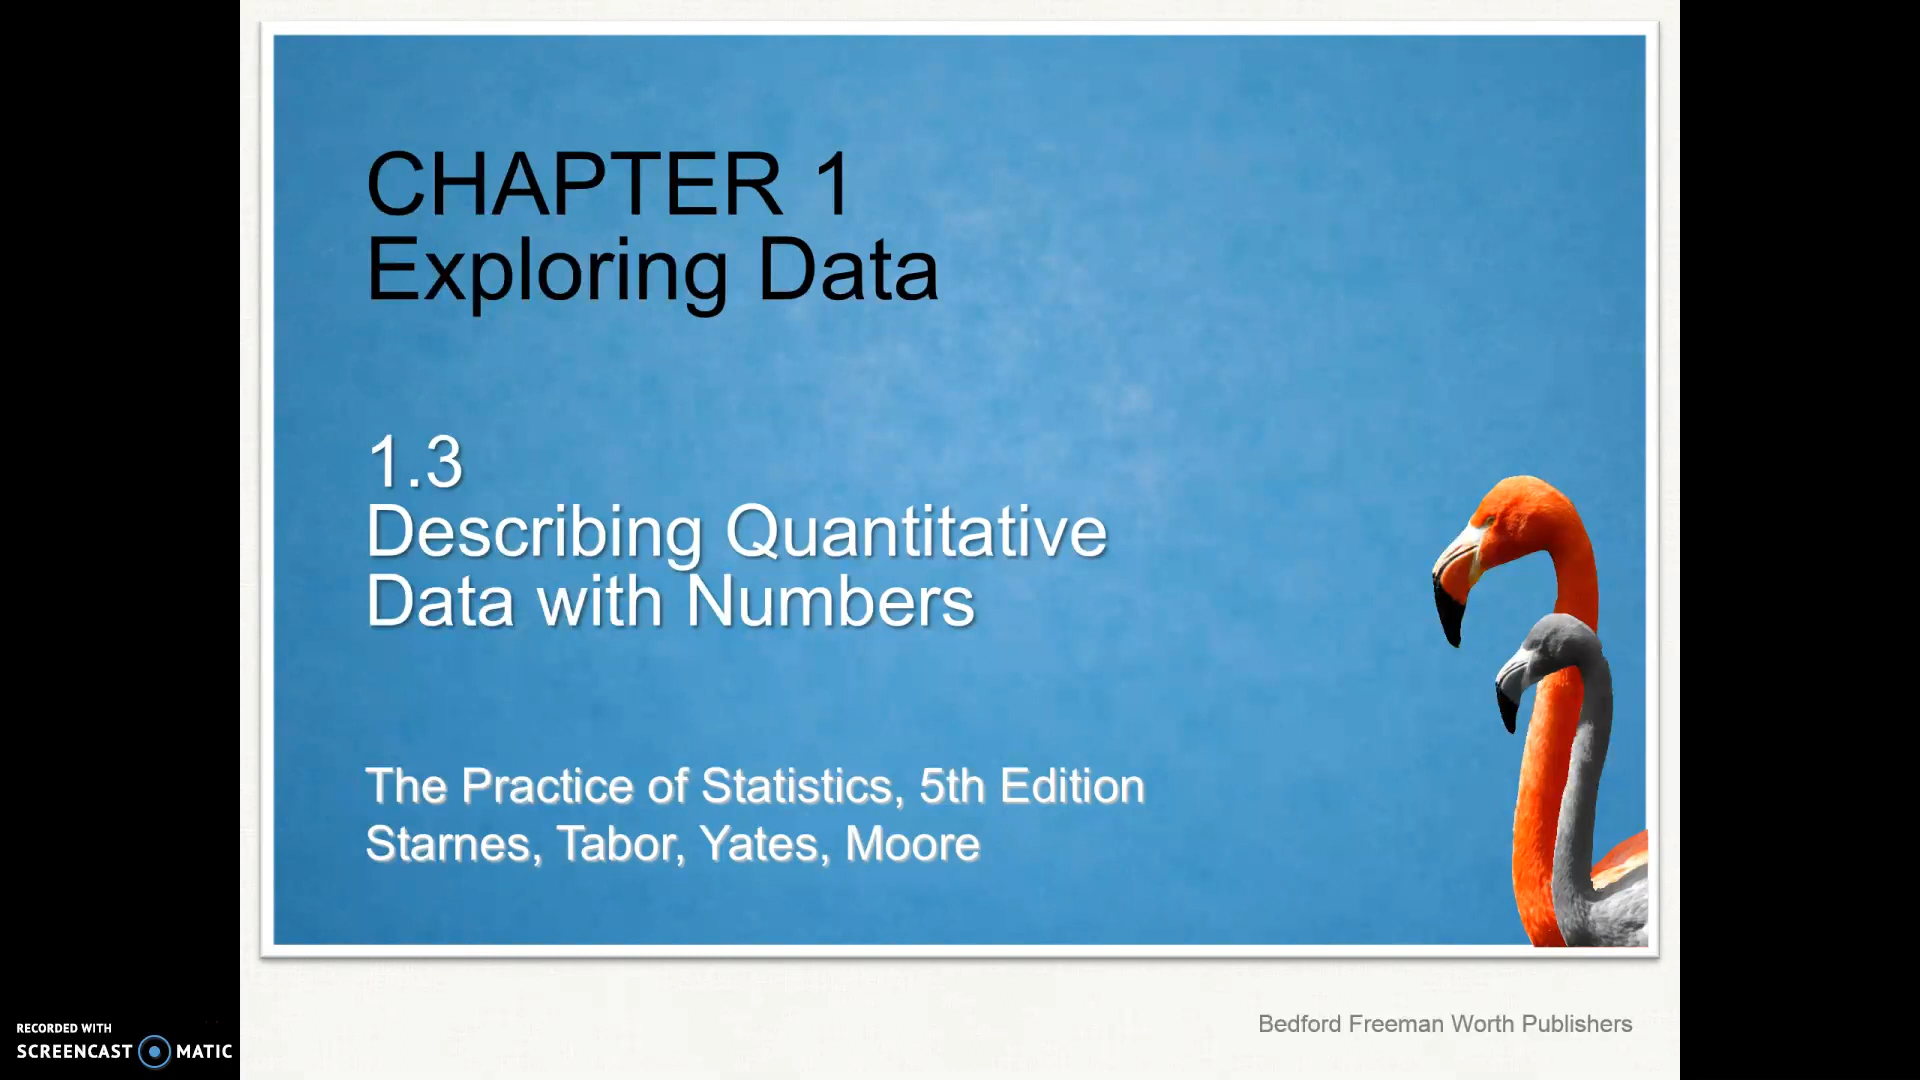 CHAPTER 1
Exploring Data
1.3
Describing Quantitative
Data with Numbers
The Practice of Statistics, 5th Edition
Starnes, Tabor, Yates, Moore
Bedford Freeman Worth Publishers
RECORDED WITH
SCREENCAST MATIC